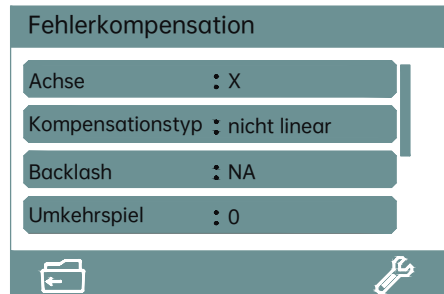 Fehlerkompensation
Achse : X
Kompensationstyp : nicht linear
Backlash : NA
Umkehrspiel : 0